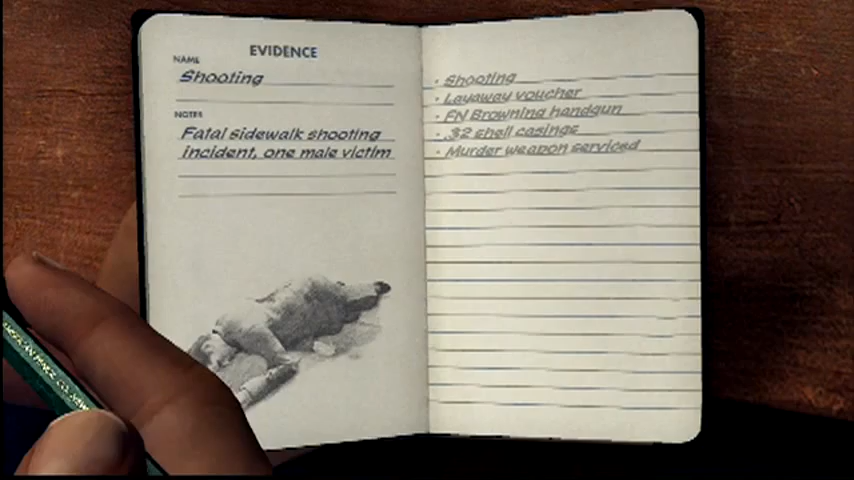 EVIDENCE
NAME
Shooting
NOTES
Fatal sidewalk shooting
incident, one male victim
• Shooting
• Layaway voucher
• FN Browning handgun
• .32 shell casings
• Murder weapon serviced